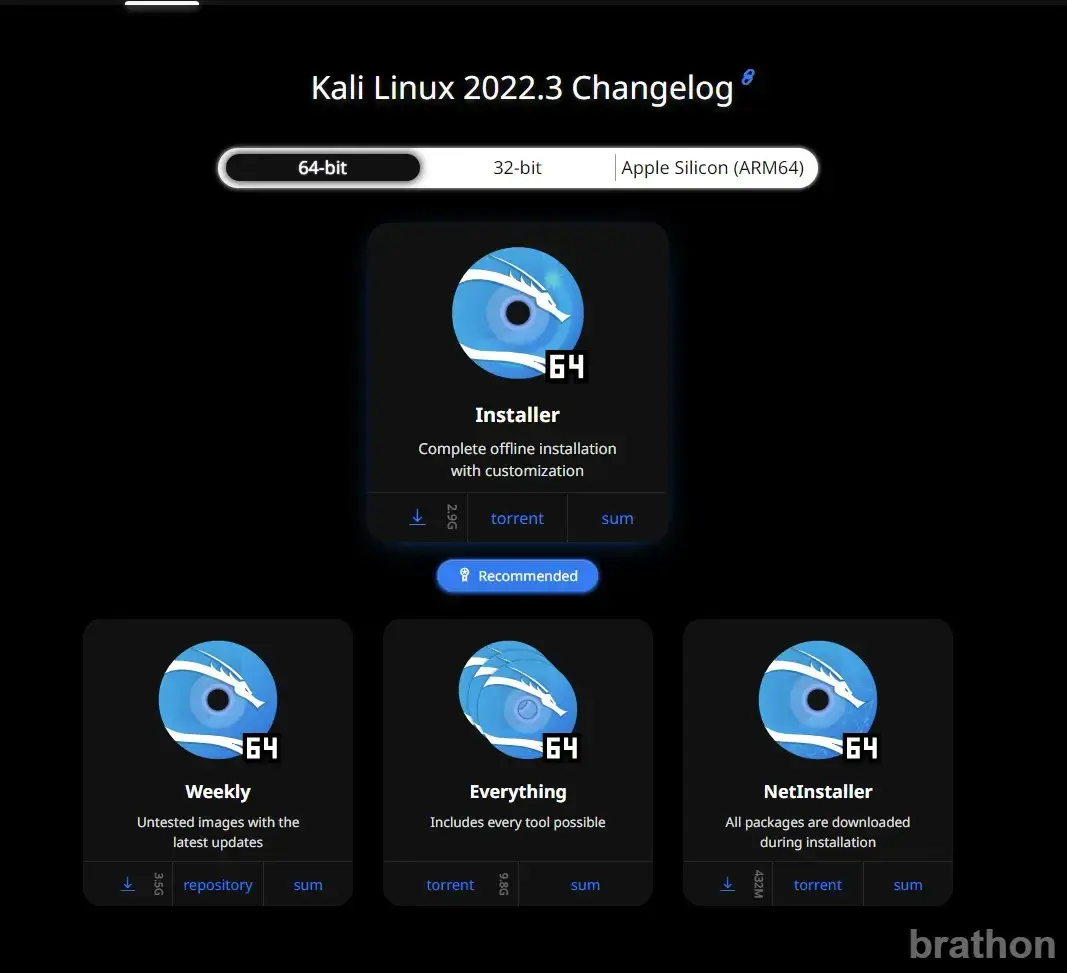 Kali Linux 2022.3 Changelog
64-bit
32-bit
Apple Silicon (ARM64)
64
Installer
Complete offline installation
with customization
2.9G
torrent
sum
Recommended
64
Weekly
Untested images with the
latest updates
3.5G
repository
sum
64
Everything
Includes every tool possible
torrent
9.8G
sum
64
NetInstaller
All packages are downloaded
during installation
432M
torrent
sum
brathon